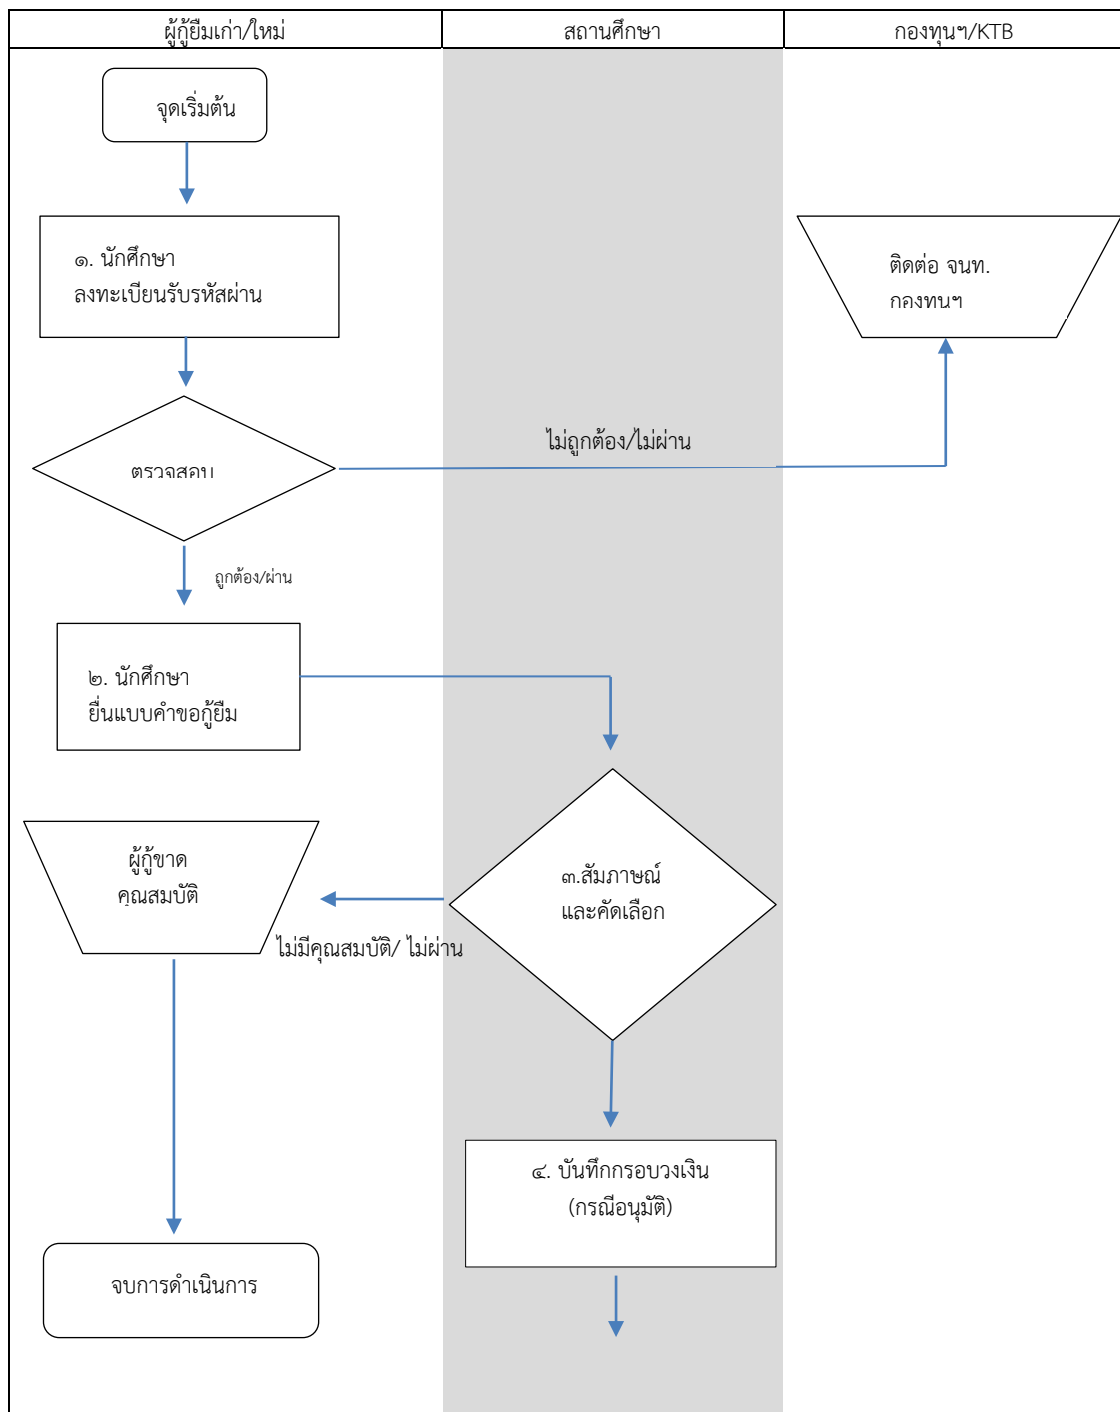 ผู้กู้ยืมเก่า/ใหม่
สถานศึกษา
กองทุนฯ/KTB
จุดเริ่มต้น
๑. นักศึกษา
ลงทะเบียนรับรหัสผ่าน
ติดต่อ จนท.
กองทุนฯ
ตรวจสอบ
ไม่ถูกต้อง/ไม่ผ่าน
ถูกต้อง/ผ่าน
๒. นักศึกษา
ยื่นแบบคำขอกู้ยืม
ผู้กู้ขาด
คุณสมบัติ
๓.สัมภาษณ์
และคัดเลือก
ไม่มีคุณสมบัติ/ ไม่ผ่าน
๔. บันทึกกรอบวงเงิน
(กรณีอนุมัติ)
จบการดำเนินการ